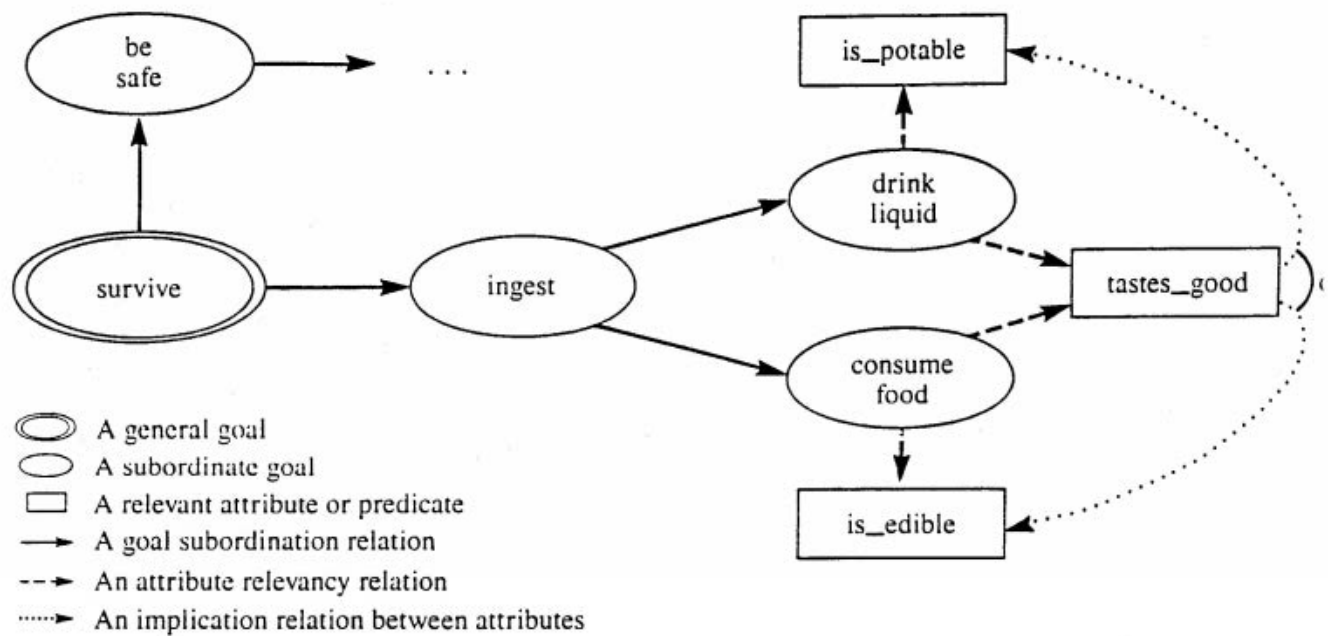 be
safe
. . .
is_potable
drink
liquid
survive
ingest
tastes_good
consume
food
is_edible
A general goal
A subordinate goal
A relevant attribute or predicate
A goal subordination relation
An attribute relevancy relation
An implication relation between attributes